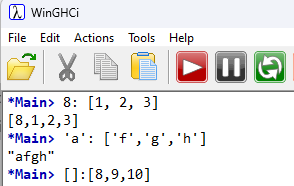 WinGHCi
File Edit Actions Tools Help
*Main> 8: [1, 2, 3]
[8,1,2,3]
*Main> 'a': ['f','g','h']
"afgh"
*Main> []:[8,9,10]